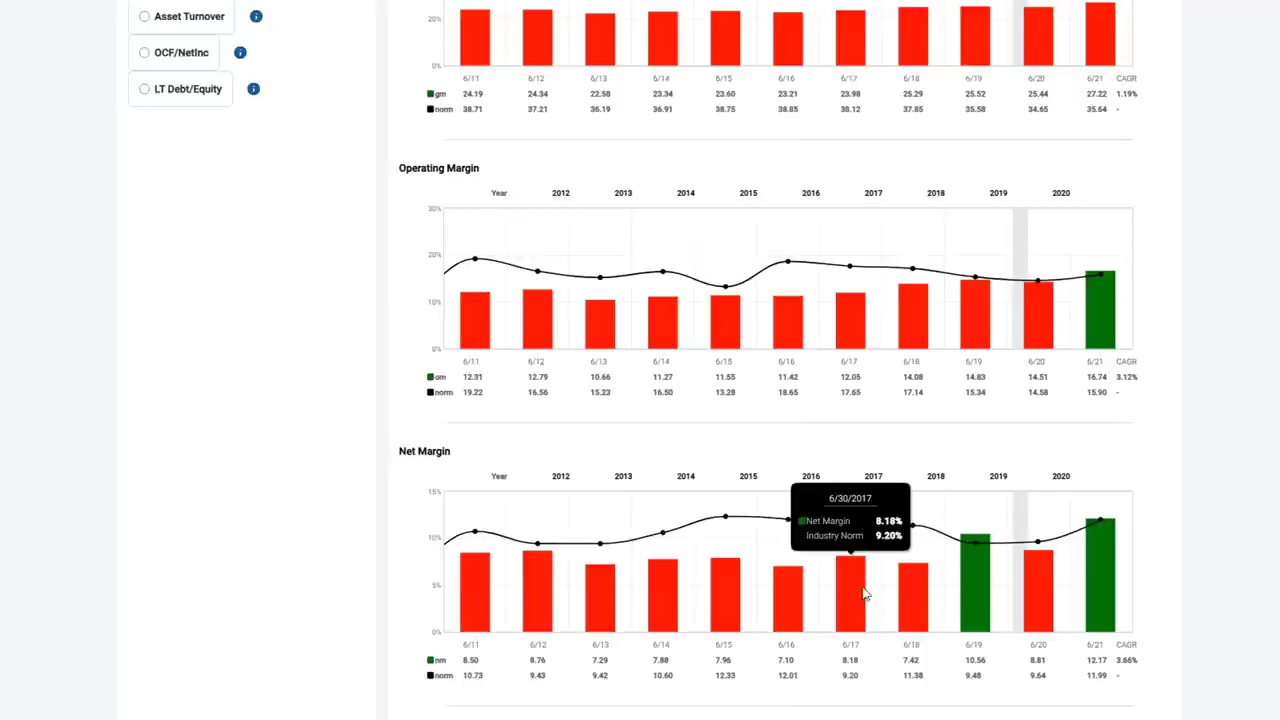 Asset Turnover
OCF/NetInc
LT Debt/Equity
20%
0%
6/11 6/12 6/13 6/14 6/15 6/16 6/17 6/18 6/19 6/20 6/21 CAGR
gm 24.19 24.34 22.58 23.34 23.60 23.21 23.98 25.29 25.52 25.44 27.22 1.19%
norm 38.71 37.21 36.19 36.91 38.75 38.85 38.12 37.85 35.58 34.65 35.64 -
Operating Margin
Year 2012 2013 2014 2015 2016 2017 2018 2019 2020
30%
20%
10%
0%
6/11 6/12 6/13 6/14 6/15 6/16 6/17 6/18 6/19 6/20 6/21 CAGR
om 12.31 12.79 10.66 11.27 11.55 11.42 12.05 14.08 14.83 14.51 16.74 3.12%
norm 19.22 16.56 15.23 16.50 13.28 18.65 17.65 17.14 15.34 14.58 15.90 -
Net Margin
Year 2012 2013 2014 2015 2016 2017 2018 2019 2020
15%
10%
5%
0%
6/30/2017
Net Margin 8.18%
Industry Norm 9.20%
6/11 6/12 6/13 6/14 6/15 6/16 6/17 6/18 6/19 6/20 6/21 CAGR
nm 8.50 8.76 7.29 7.88 7.96 7.10 8.18 7.42 10.56 8.81 12.17 3.66%
norm 10.73 9.43 9.42 10.60 12.33 12.01 9.20 11.38 9.48 9.64 11.99 -